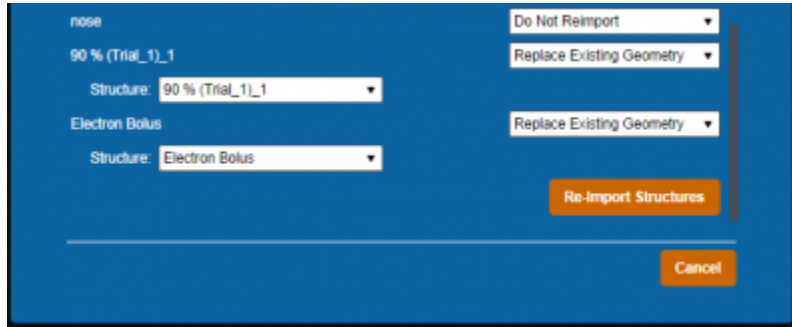 nose Do Not Reimport
90 % (Trial_1)_1 Replace Existing Geometry
Structure: 90 % (Trial_1)_1
Electron Bolus Replace Existing Geometry
Structure: Electron Bolus
Re-Import Structures
Cancel